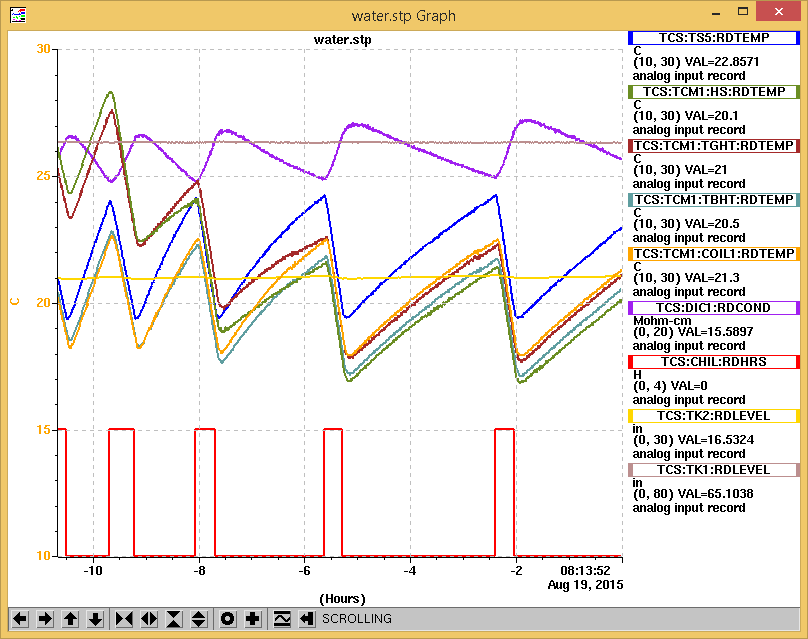 water.stp Graph
water.stp
TCS:TS5:RDTEMP
C
(10, 30) VAL=22.8571
analog input record
TCS:TCM1:HS:RDTEMP
C
(10, 30) VAL=20.1
analog input record
TCS:TCM1:TGHT:RDTEMP
C
(10, 30) VAL=21
analog input record
TCS:TCM1:TBHT:RDTEMP
C
(10, 30) VAL=20.5
analog input record
TCS:TCM1:COIL1:RDTEMP
C
(10, 30) VAL=21.3
analog input record
TCS:DIC1:RDCOND
Mohm-cm
(0, 20) VAL=15.5897
analog input record
TCS:CHIL:RDHRS
H
(0, 4) VAL=0
analog input record
TCS:TK2:RDLEVEL
in
(0, 30) VAL=16.5324
analog input record
TCS:TK1:RDLEVEL
in
(0, 80) VAL=65.1038
analog input record
30
25
20
15
10
C
-10
-8
-6
-4
-2
08:13:52
Aug 19, 2015
(Hours)
SCROLLING